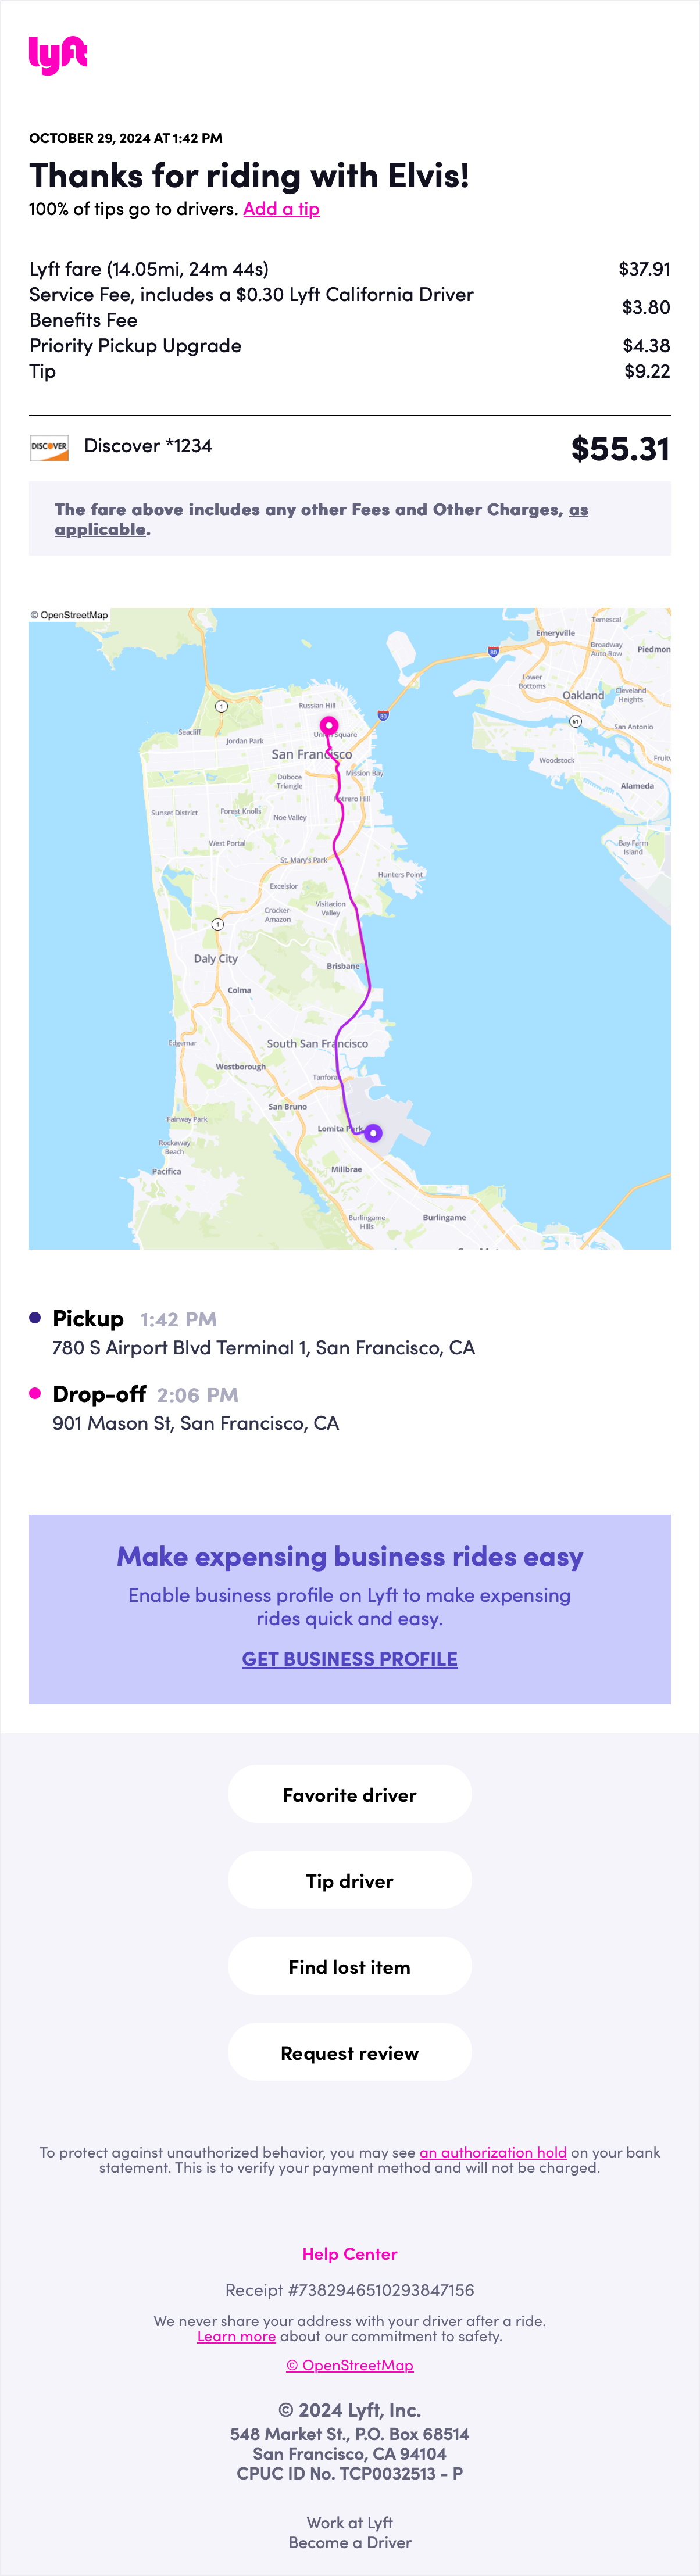 lyft
OCTOBER 29, 2024 AT 1:42 PM
Thanks for riding with Elvis!
100% of tips go to drivers. Add a tip
Lyft fare (14.05mi, 24m 44s) $37.91
Service Fee, includes a $0.30 Lyft California Driver
Benefits Fee $3.80
Priority Pickup Upgrade $4.38
Tip $9.22
DISCOVER Discover *1234 $55.31
The fare above includes any other Fees and Other Charges, as
applicable.
© OpenStreetMap
Temescal
Emeryville
Broadway
Auto Row
Piedmon
80
Lower
Bottoms
Oakland
Cleveland
Heights
1
Russian Hill
80
61
San Antonio
Seacliff
Jordan Park
Union Square
San Francisco
Woodstock
Fruitv
Duboce
Triangle
Mission Bay
Alameda
Sunset District
Forest Knolls
Noe Valley
Potrero Hill
West Portal
Bay Farm
Island
St. Mary's Park
Excelsior
Hunters Point
Crocker-
Amazon
Visitacion
Valley
1
Daly City
Brisbane
Colma
Edgemar
South San Francisco
Westborough
Tanforan
San Bruno
Fairway Park
Lomita Park
Rockaway
Beach
Pacifica
Millbrae
Burlingame
Hills
Burlingame
Pickup 1:42 PM
780 S Airport Blvd Terminal 1, San Francisco, CA
Drop-off 2:06 PM
901 Mason St, San Francisco, CA
Make expensing business rides easy
Enable business profile on Lyft to make expensing
rides quick and easy.
GET BUSINESS PROFILE
Favorite driver
Tip driver
Find lost item
Request review
To protect against unauthorized behavior, you may see an authorization hold on your bank
statement. This is to verify your payment method and will not be charged.
Help Center
Receipt #7382946510293847156
We never share your address with your driver after a ride.
Learn more about our commitment to safety.
© OpenStreetMap
© 2024 Lyft, Inc.
548 Market St., P.O. Box 68514
San Francisco, CA 94104
CPUC ID No. TCP0032513 - P
Work at Lyft
Become a Driver